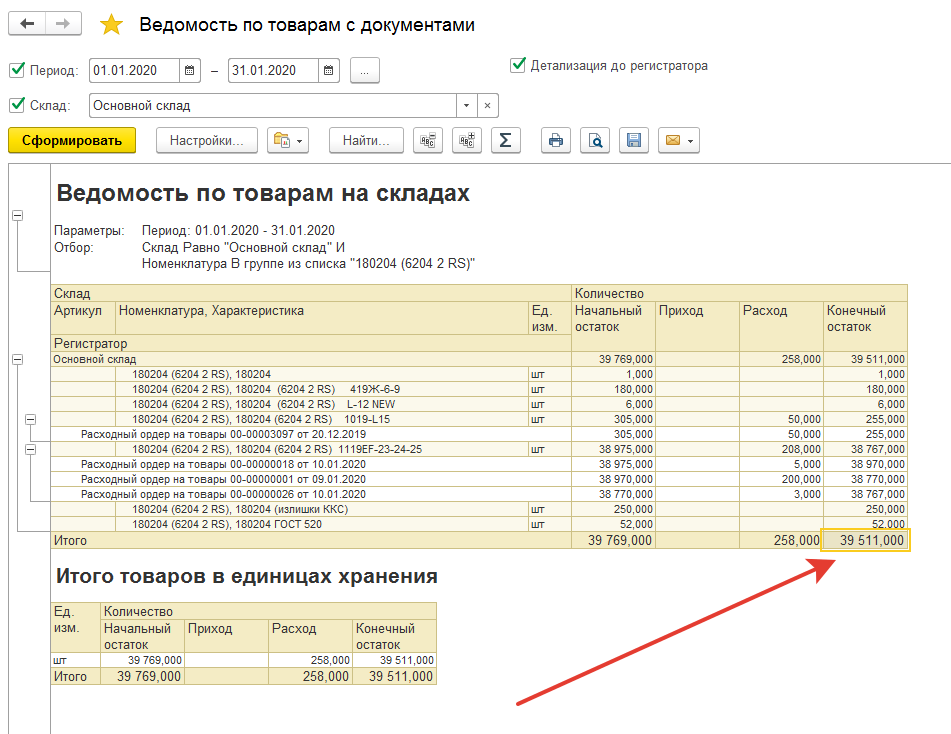 Ведомость по товарам с документами
Период: 01.01.2020 – 31.01.2020 ... Детализация до регистратора
Склад: Основной склад
Сформировать Настройки... Найти...
Ведомость по товарам на складах
Параметры: Период: 01.01.2020 - 31.01.2020
Отбор: Склад Равно "Основной склад" И
Номенклатура В группе из списка "180204 (6204 2 RS)"
Склад Количество
Артикул Номенклатура, Характеристика Ед. изм. Начальный остаток Приход Расход Конечный остаток
Регистратор
Основной склад 39 769,000 258,000 39 511,000
180204 (6204 2 RS), 180204 шт 1,000 1,000
180204 (6204 2 RS), 180204 (6204 2 RS) 419Ж-6-9 шт 180,000 180,000
180204 (6204 2 RS), 180204 (6204 2 RS) L-12 NEW шт 6,000 6,000
180204 (6204 2 RS), 180204 (6204 2 RS) 1019-L15 шт 305,000 50,000 255,000
Расходный ордер на товары 00-00003097 от 20.12.2019 305,000 50,000 255,000
180204 (6204 2 RS), 180204 (6204 2 RS) 1119EF-23-24-25 шт 38 975,000 208,000 38 767,000
Расходный ордер на товары 00-00000018 от 10.01.2020 38 975,000 5,000 38 970,000
Расходный ордер на товары 00-00000001 от 09.01.2020 38 970,000 200,000 38 770,000
Расходный ордер на товары 00-00000026 от 10.01.2020 38 770,000 3,000 38 767,000
180204 (6204 2 RS), 180204 (излишки ККС) шт 250,000 250,000
180204 (6204 2 RS), 180204 ГОСТ 520 шт 52,000 52,000
Итого 39 769,000 258,000 39 511,000
Итого товаров в единицах хранения
Ед. изм. Количество
Начальный остаток Приход Расход Конечный остаток
шт 39 769,000 258,000 39 511,000
Итого 39 769,000 258,000 39 511,000